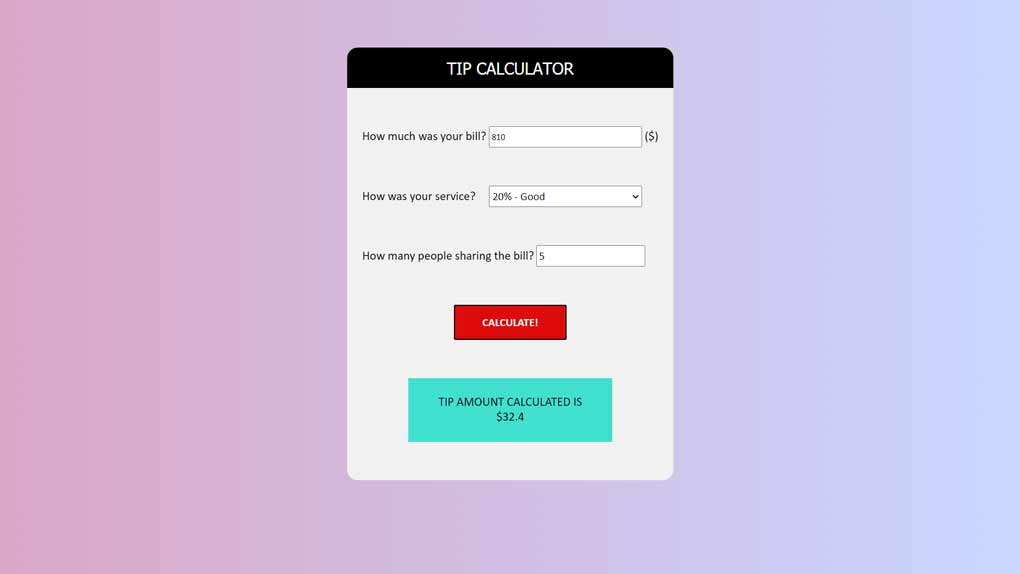 TIP CALCULATOR
How much was your bill? 810 ($)
How was your service? 20% - Good
How many people sharing the bill? 5
CALCULATE!
TIP AMOUNT CALCULATED IS
$32.4